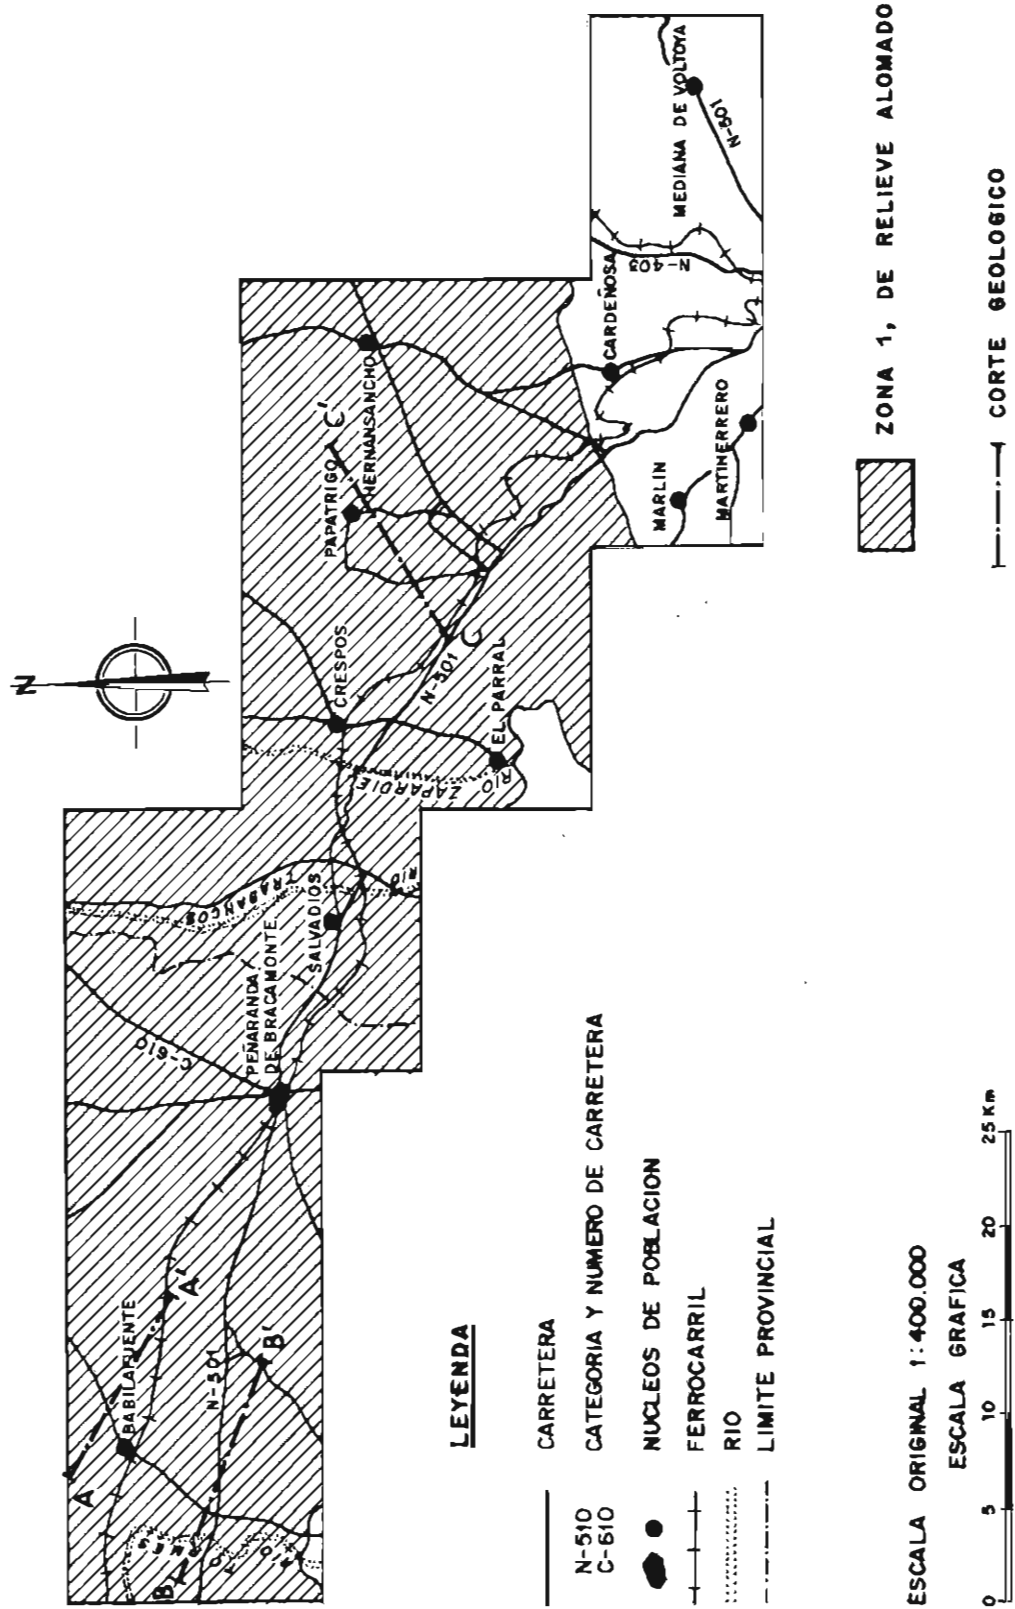 N
A
BABILAFUENTE
A'
N-501
B
B'
RIO
C-610
PEÑARANDA
DE BRACAMONTE
SALVADIOS
RIO
TRABANCOS
CRESPOS
RIO
ZAPARDIE
EL PARRAL
N-501
C
PAPATRIGO
C'
HERNANSANCHO
CARDEÑOSA
N-403
MEDIANA DE VOLTOYA
N-501
MARLIN
MARTIHERRERO
LEYENDA
CARRETERA
N-510
C-610
CATEGORIA Y NUMERO DE CARRETERA
NUCLEOS DE POBLACION
FERROCARRIL
RIO
LIMITE PROVINCIAL
ZONA 1, DE RELIEVE ALOMADO
CORTE GEOLOGICO
ESCALA ORIGINAL 1:400.000
ESCALA GRAFICA
0 5 10 15 20 25 Km